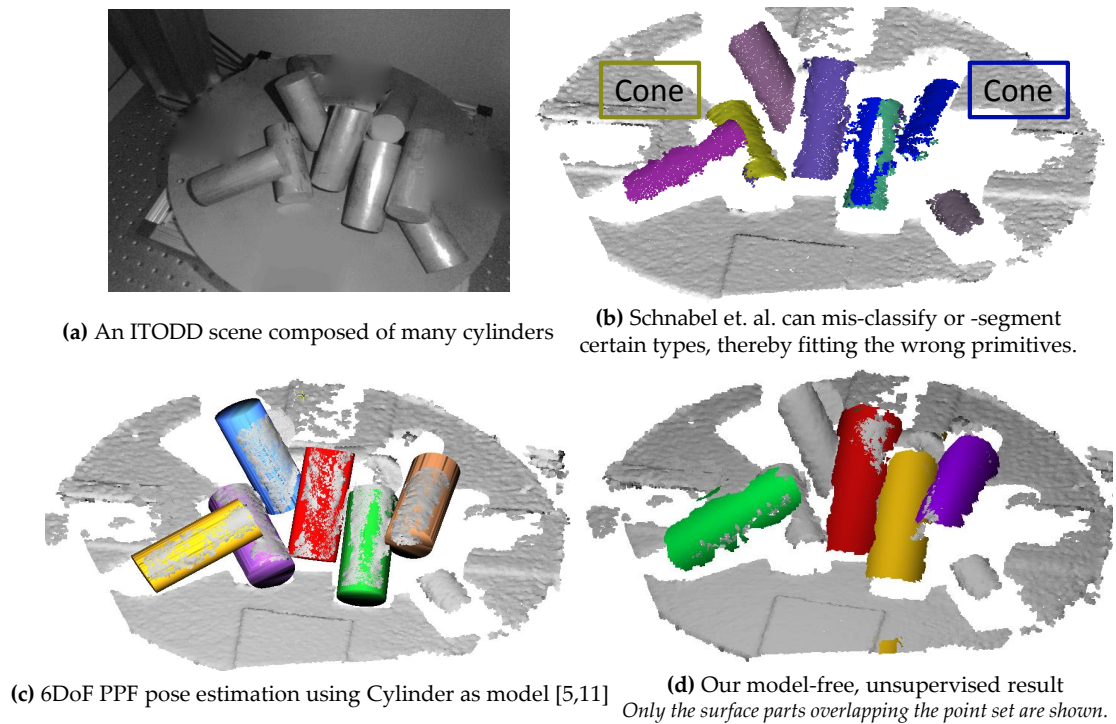 Cone
Cone
(a) An ITODD scene composed of many cylinders
(b) Schnabel et. al. can mis-classify or -segment
certain types, thereby fitting the wrong primitives.
(c) 6DoF PPF pose estimation using Cylinder as model [5,11]
(d) Our model-free, unsupervised result
Only the surface parts overlapping the point set are shown.